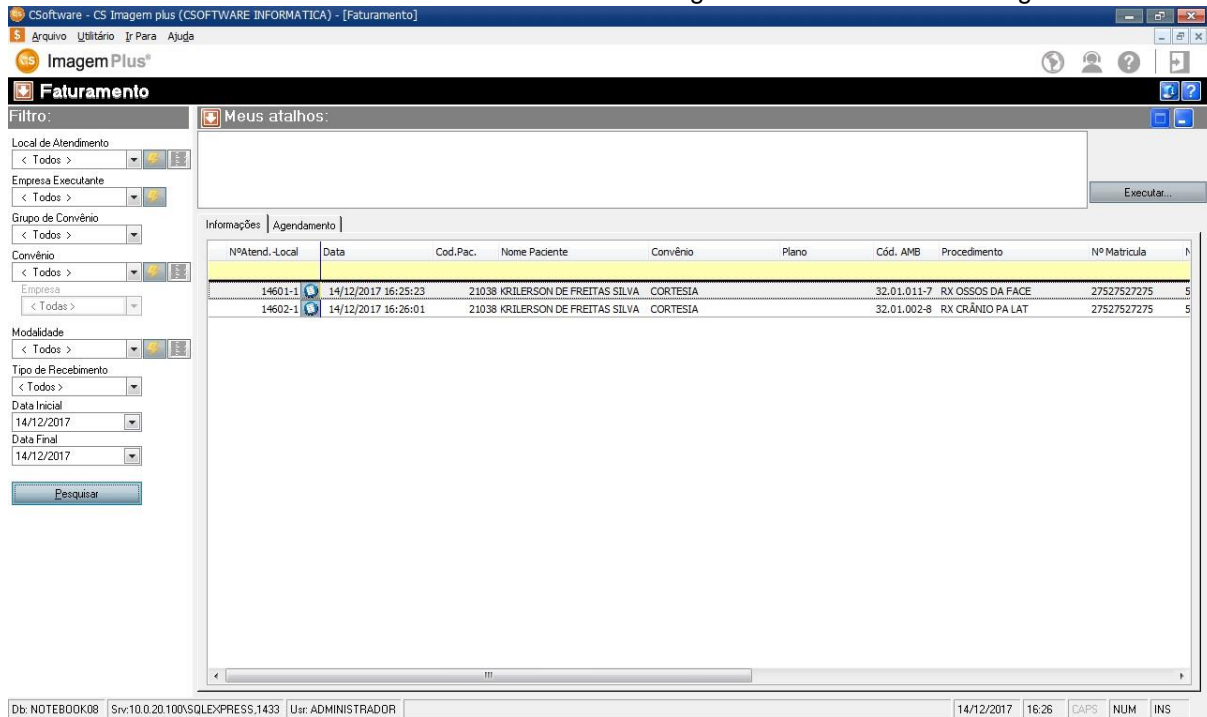 CSoftware - CS Imagem plus (CSOFTWARE INFORMATICA) - [Faturamento]
Arquivo Utilitário Ir Para Ajuda
CS ImagemPlus®
Faturamento
Filtro:
Meus atalhos:
Local de Atendimento
< Todos >
Empresa Executante
< Todos >
Executar...
Grupo de Convênio
< Todos >
Informações Agendamento
Convênio
< Todos >
Empresa
< Todas >
Modalidade
< Todos >
Tipo de Recebimento
< Todos >
Data Inicial
14/12/2017
Data Final
14/12/2017
Pesquisar
NºAtend.-Local Data Cod.Pac. Nome Paciente Convênio Plano Cód. AMB Procedimento Nº Matricula N
14601-1 14/12/2017 16:25:23 21038 KRILERSON DE FREITAS SILVA CORTESIA 32.01.011-7 RX OSSOS DA FACE 27527527275 5
14602-1 14/12/2017 16:26:01 21038 KRILERSON DE FREITAS SILVA CORTESIA 32.01.002-8 RX CRÂNIO PA LAT 27527527275 5
Db: NOTEBOOK08 Srv:10.0.20.100\SQLEXPRESS,1433 Usr: ADMINISTRADOR 14/12/2017 16:26 CAPS NUM INS